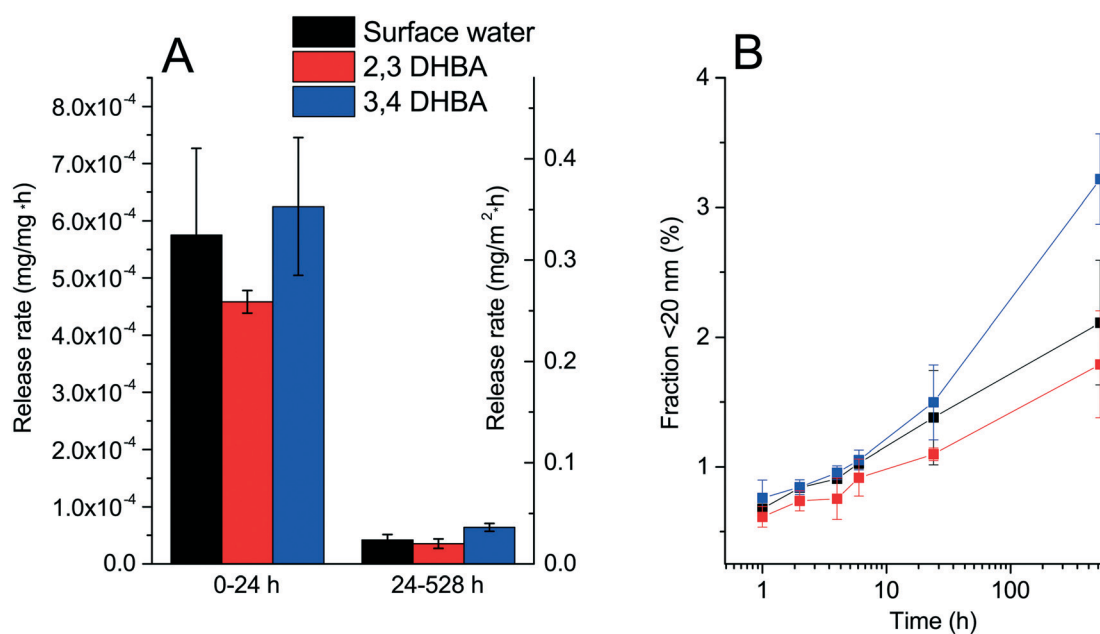 A
Surface water
2,3 DHBA
3,4 DHBA
Release rate (mg/mg*h)
8.0x10⁻⁴
7.0x10⁻⁴
6.0x10⁻⁴
5.0x10⁻⁴
4.0x10⁻⁴
3.0x10⁻⁴
2.0x10⁻⁴
1.0x10⁻⁴
0.0
0-24 h
24-528 h
Release rate (mg/m²*h)
0.4
0.3
0.2
0.1
0.0
B
Fraction <20 nm (%)
4
3
2
1
1
10
100
Time (h)